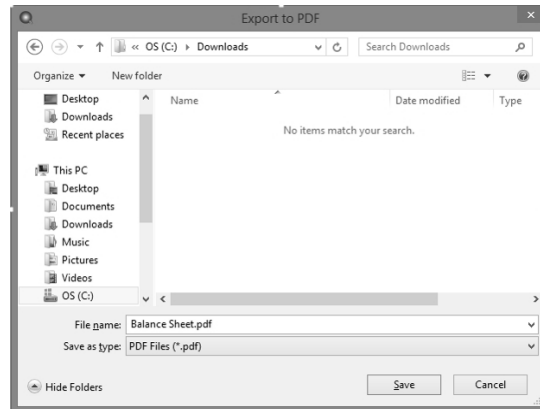 Export to PDF
« OS (C:) Downloads
Search Downloads
Organize
New folder
Name
Date modified
Type
No items match your search.
Desktop
Downloads
Recent places
This PC
Desktop
Documents
Downloads
Music
Pictures
Videos
OS (C:)
File name: Balance Sheet.pdf
Save as type: PDF Files (*.pdf)
Hide Folders
Save
Cancel